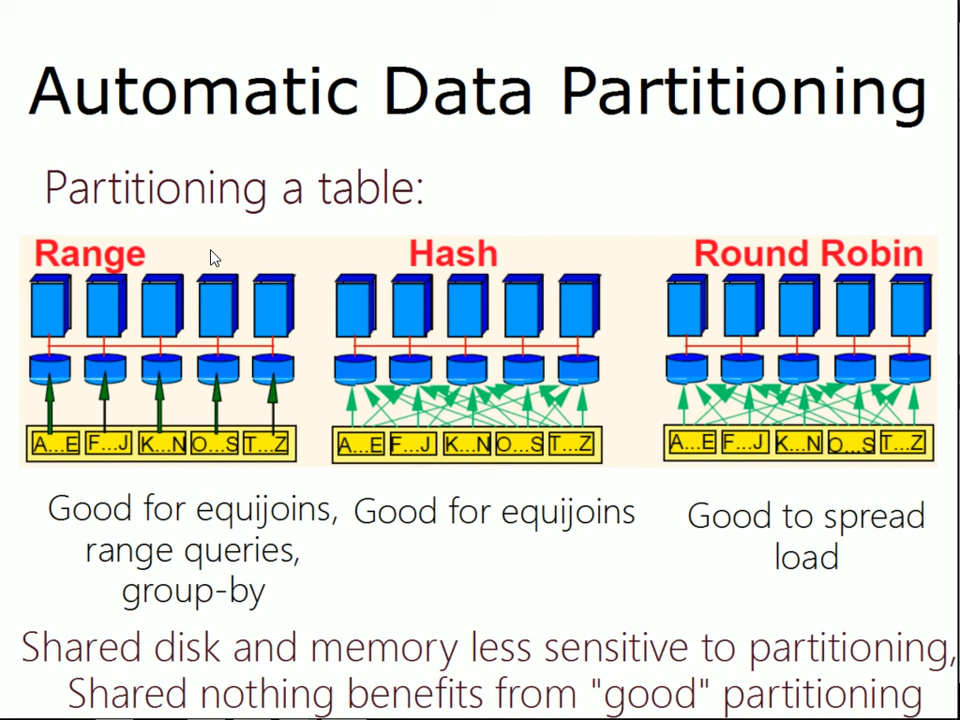 Automatic Data Partitioning
Partitioning a table:
Range
Hash
Round Robin
A...E F...J K...N O...S T...Z
A...E F...J K...N O...S T...Z
A...E F...J K...N O...S T...Z
Good for equijoins,
range queries,
group-by
Good for equijoins
Good to spread
load
Shared disk and memory less sensitive to partitioning,
Shared nothing benefits from "good" partitioning